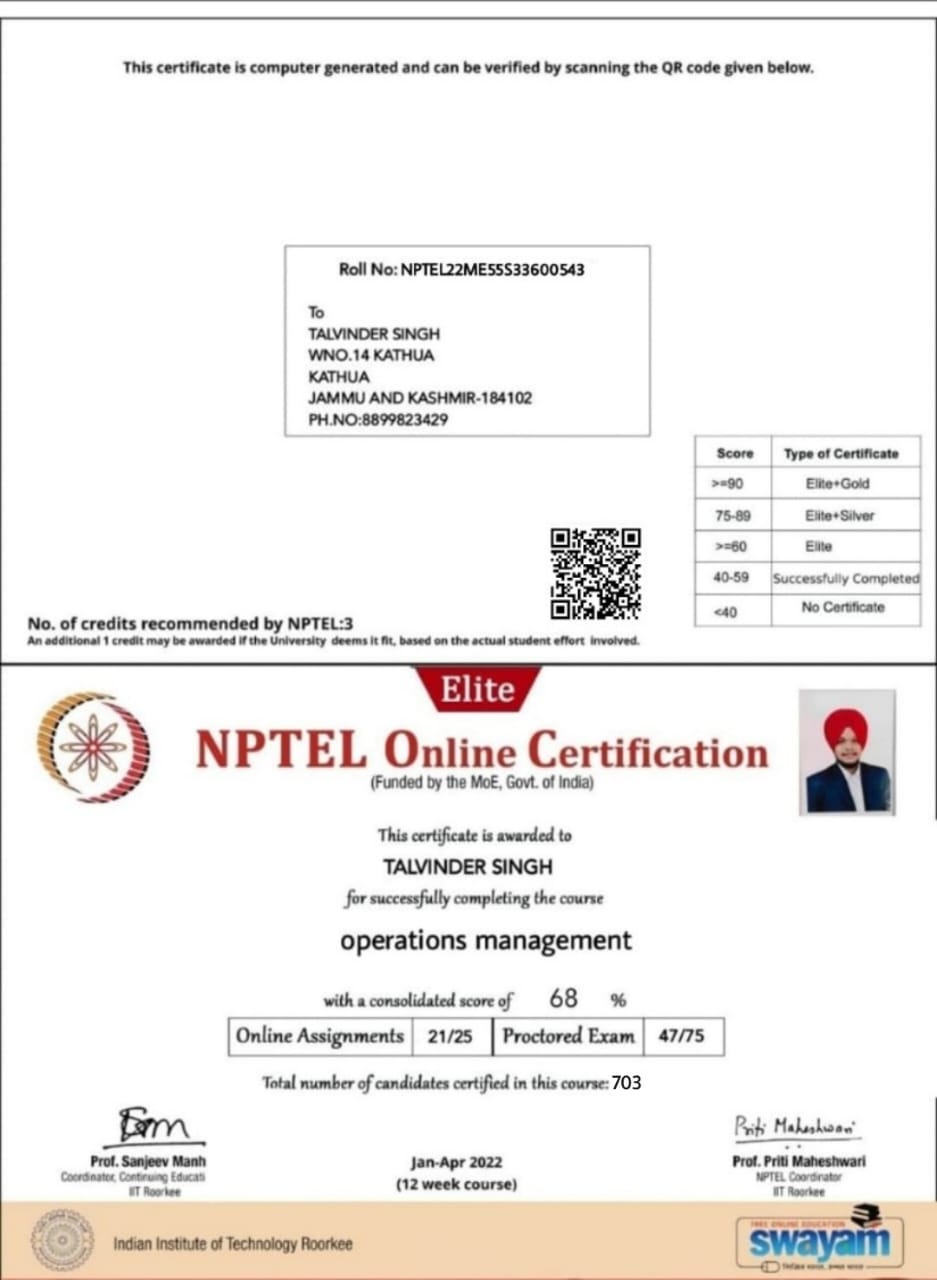 This certificate is computer generated and can be verified by scanning the QR code given below.
Roll No: NPTEL22ME55S33600543
To
TALVINDER SINGH
WNO.14 KATHUA
KATHUA
JAMMU AND KASHMIR-184102
PH.NO:8899823429
Score Type of Certificate
>=90 Elite+Gold
75-89 Elite+Silver
>=60 Elite
40-59 Successfully Completed
<40 No Certificate
No. of credits recommended by NPTEL:3
An additional 1 credit may be awarded if the University deems it fit, based on the actual student effort involved.
Elite
NPTEL Online Certification
(Funded by the MoE, Govt. of India)
This certificate is awarded to
TALVINDER SINGH
for successfully completing the course
operations management
with a consolidated score of 68 %
Online Assignments 21/25 Proctored Exam 47/75
Total number of candidates certified in this course: 703
Priti Maheshwari
Prof. Sanjeev Manh
Coordinator, Continuing Educati
IIT Roorkee
Jan-Apr 2022
(12 week course)
Prof. Priti Maheshwari
NPTEL Coordinator
IIT Roorkee
Indian Institute of Technology Roorkee
FREE ONLINE EDUCATION
swayam